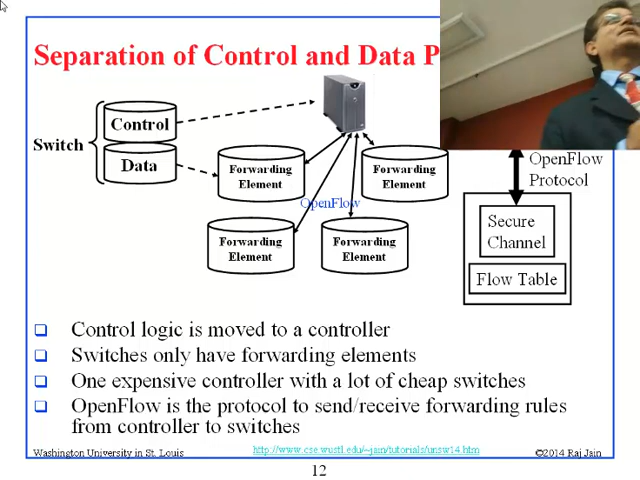 Separation of Control and Data P
Control
Switch
Data
Forwarding
Element
Forwarding
Element
OpenFlow
Protocol
OpenFlow
Forwarding
Element
Forwarding
Element
Secure
Channel
Flow Table
Control logic is moved to a controller
Switches only have forwarding elements
One expensive controller with a lot of cheap switches
OpenFlow is the protocol to send/receive forwarding rules
from controller to switches
Washington University in St. Louis
http://www.cse.wustl.edu/~jain/tutorials/unsw14.htm
©2014 Raj Jain
12